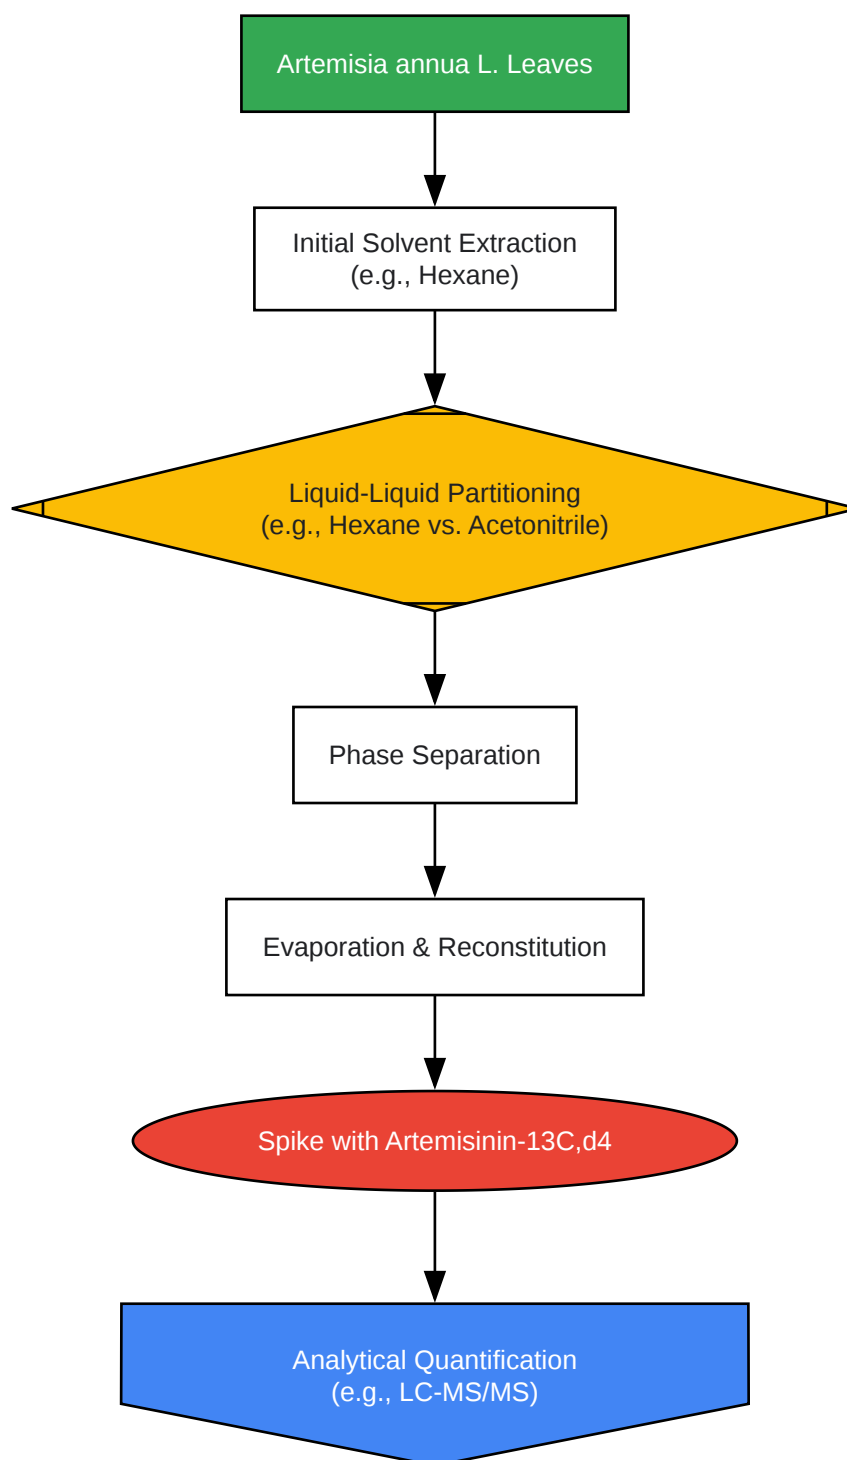 Artemisia annua L. Leaves
Initial Solvent Extraction
(e.g., Hexane)
Liquid-Liquid Partitioning
(e.g., Hexane vs. Acetonitrile)
Phase Separation
Evaporation & Reconstitution
Spike with Artemisinin-13C,d4
Analytical Quantification
(e.g., LC-MS/MS)